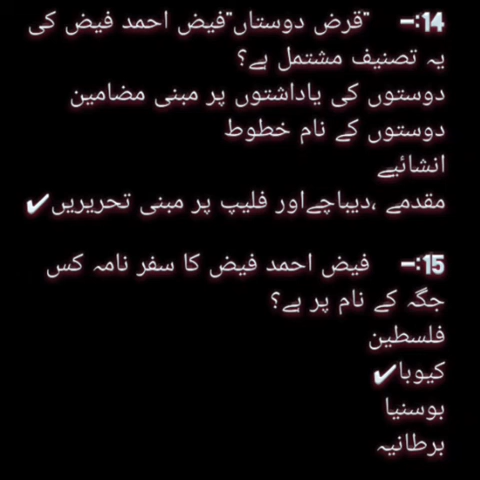 14:− "قرض دوستاں"فیض احمد فیض کی
یہ تصنیف مشتمل ہے؟
دوستوں کی یاداشتوں پر مبنی مضامین
دوستوں کے نام خطوط
انشائیے
مقدمے ،دیباچےاور فلیپ پر مبنی تحریریں✔
15:− فیض احمد فیض کا سفر نامہ کس
جگہ کے نام پر ہے؟
فلسطین
کیوبا✔
بوسنیا
برطانیہ